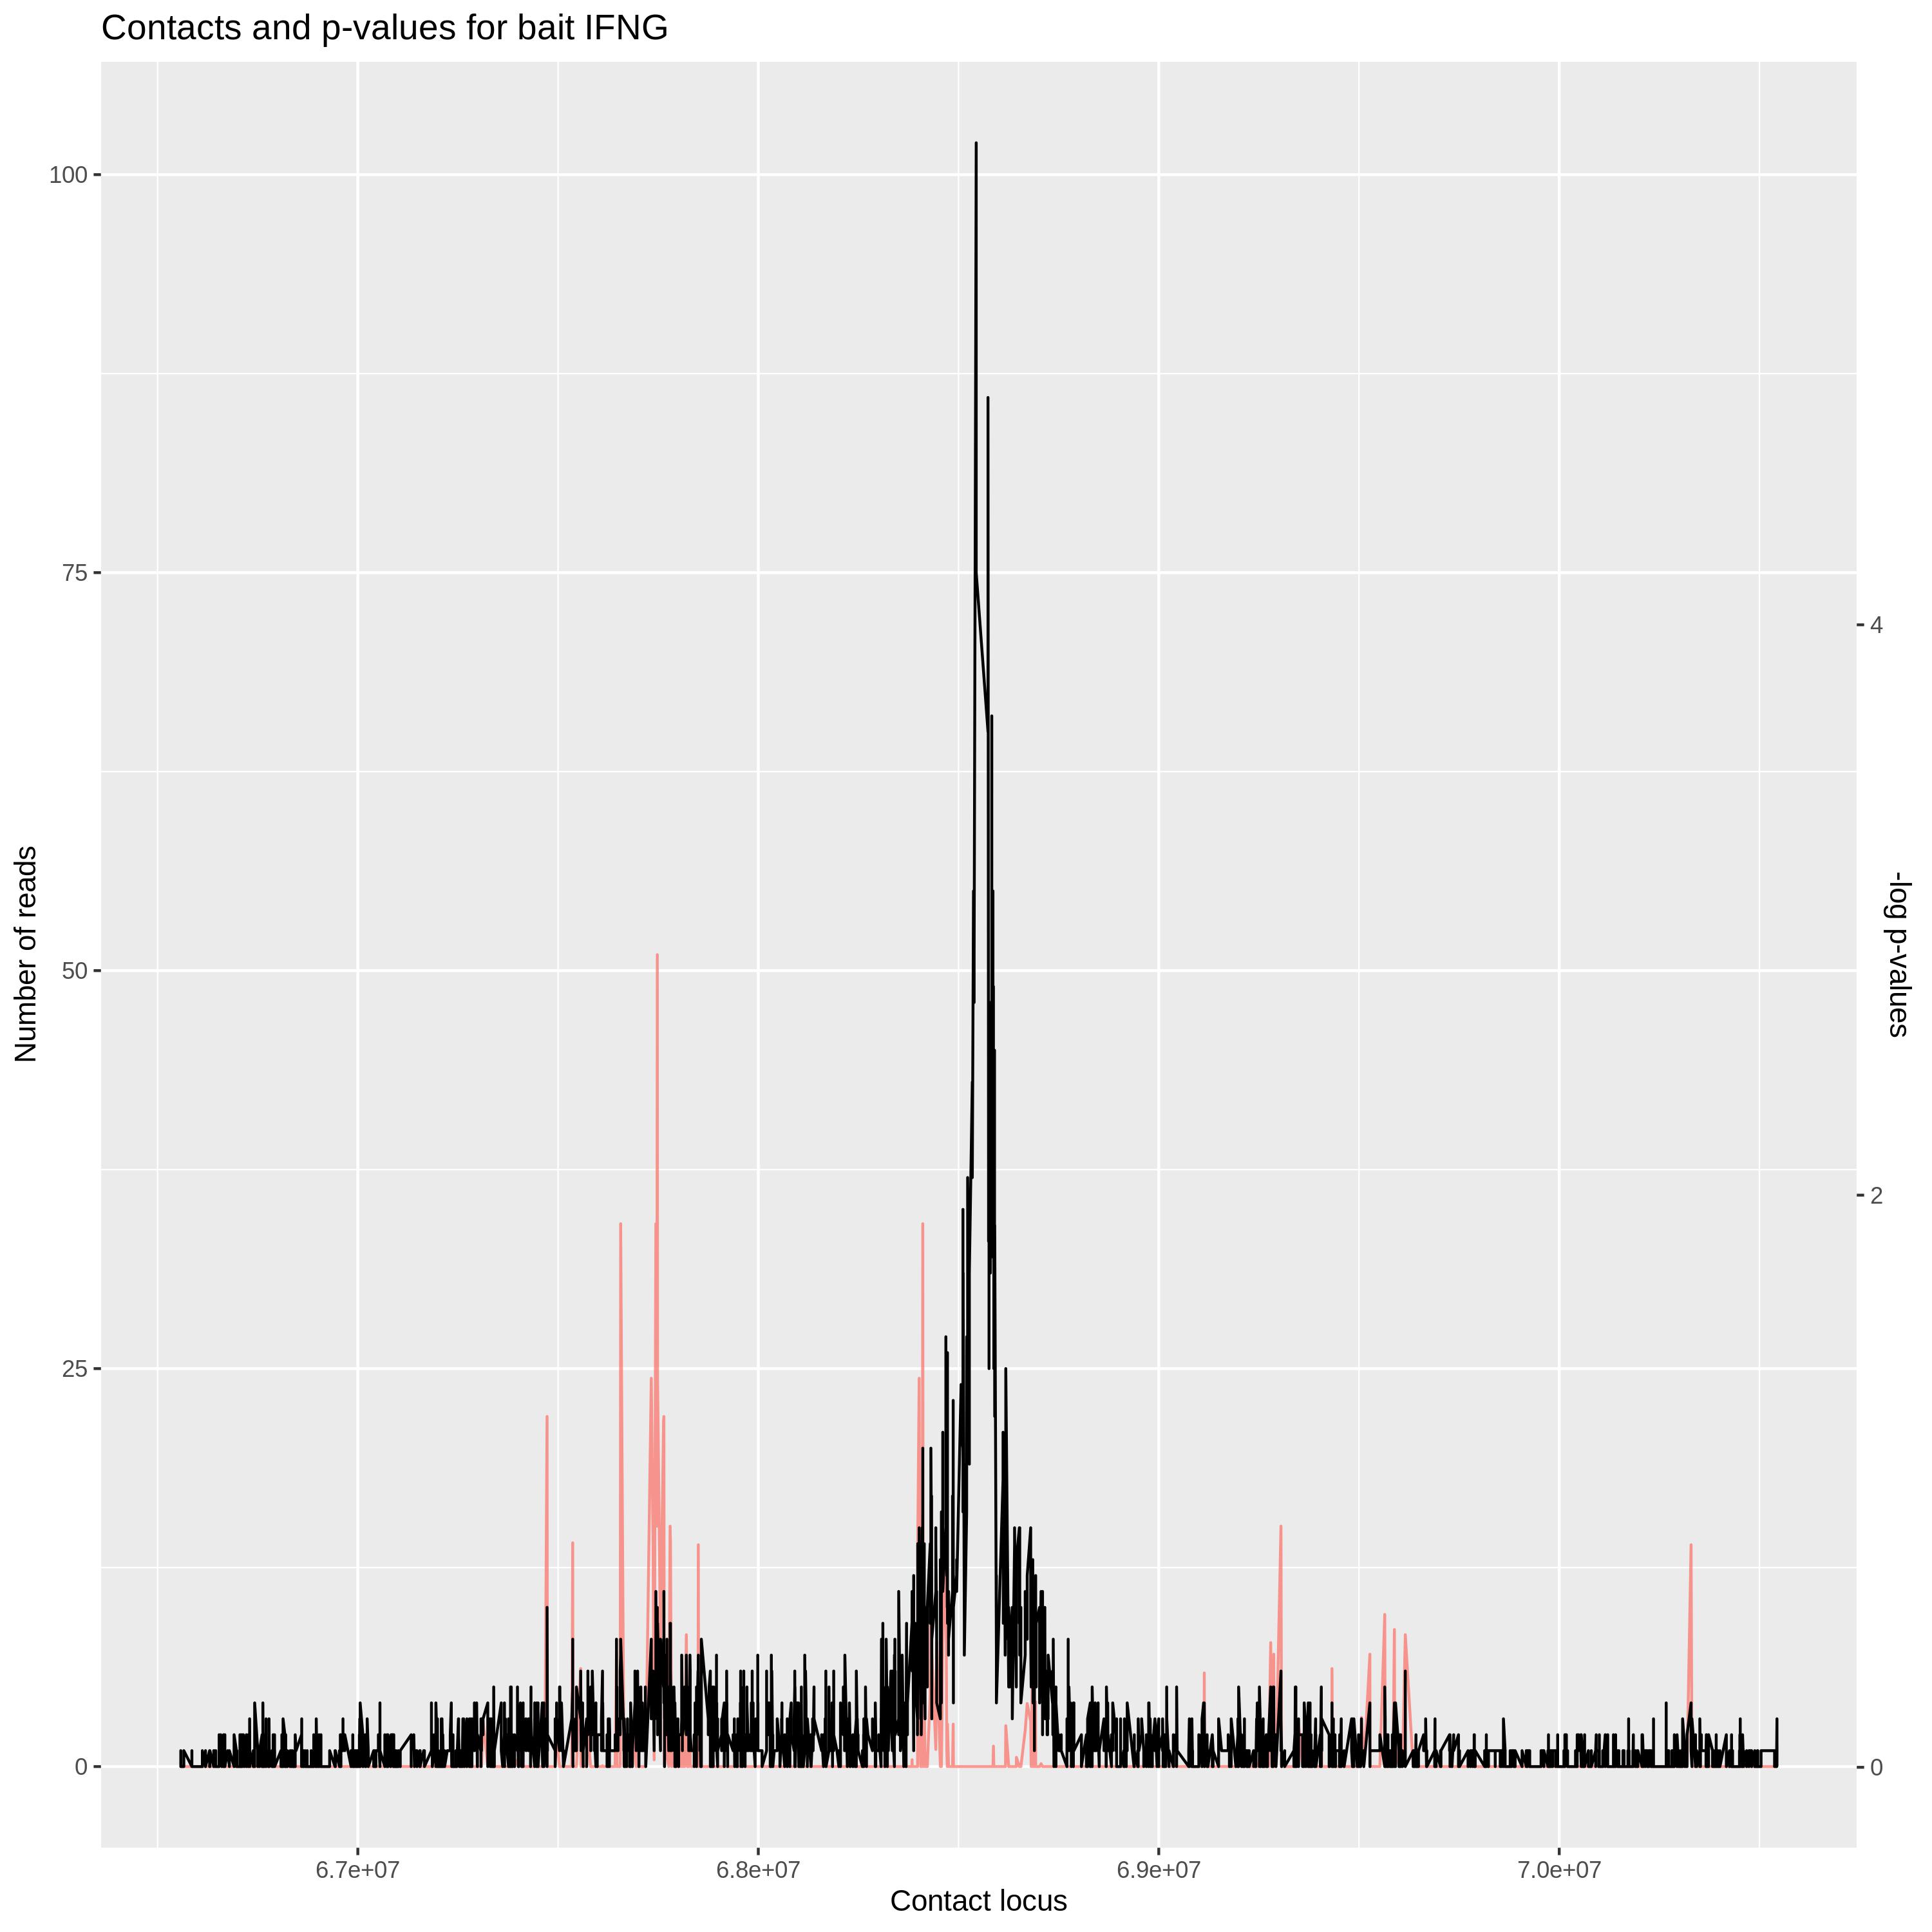 Contacts and p-values for bait IFNG
100
75
50
25
0
Number of reads
4
2
0
-log p-values
6.7e+07 6.8e+07 6.9e+07 7.0e+07
Contact locus